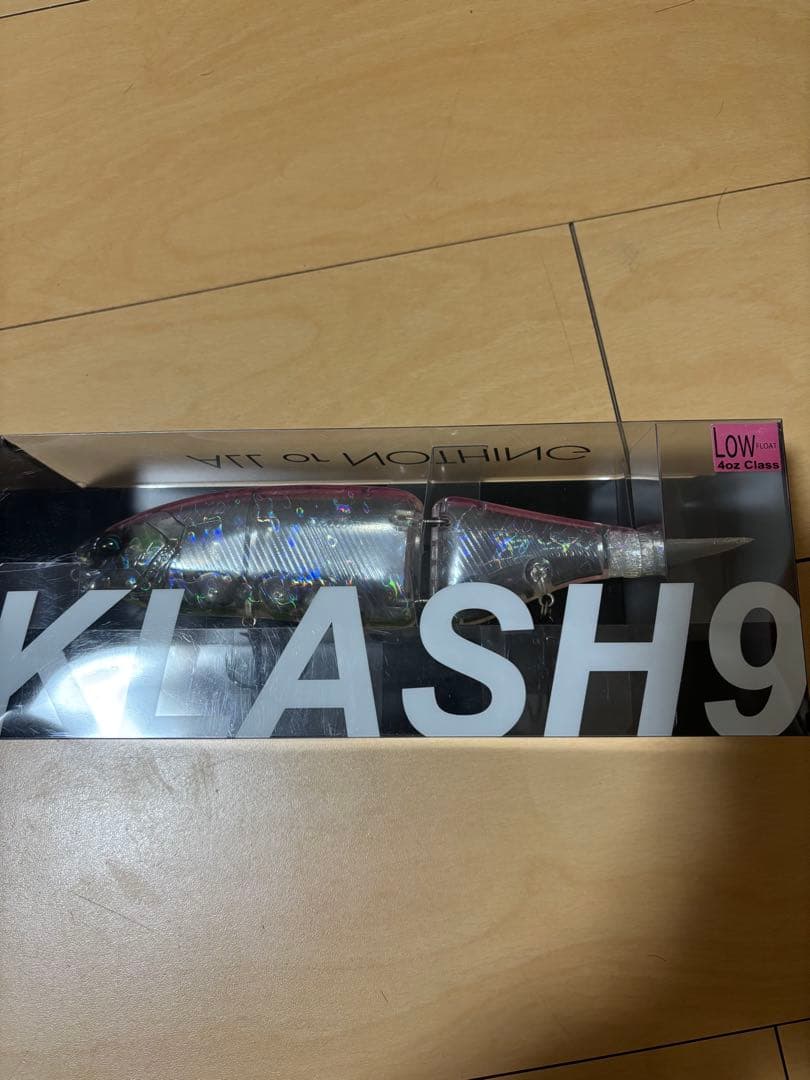 ALL or NOTHING
LOW FLOAT
4oz Class
KLASH9